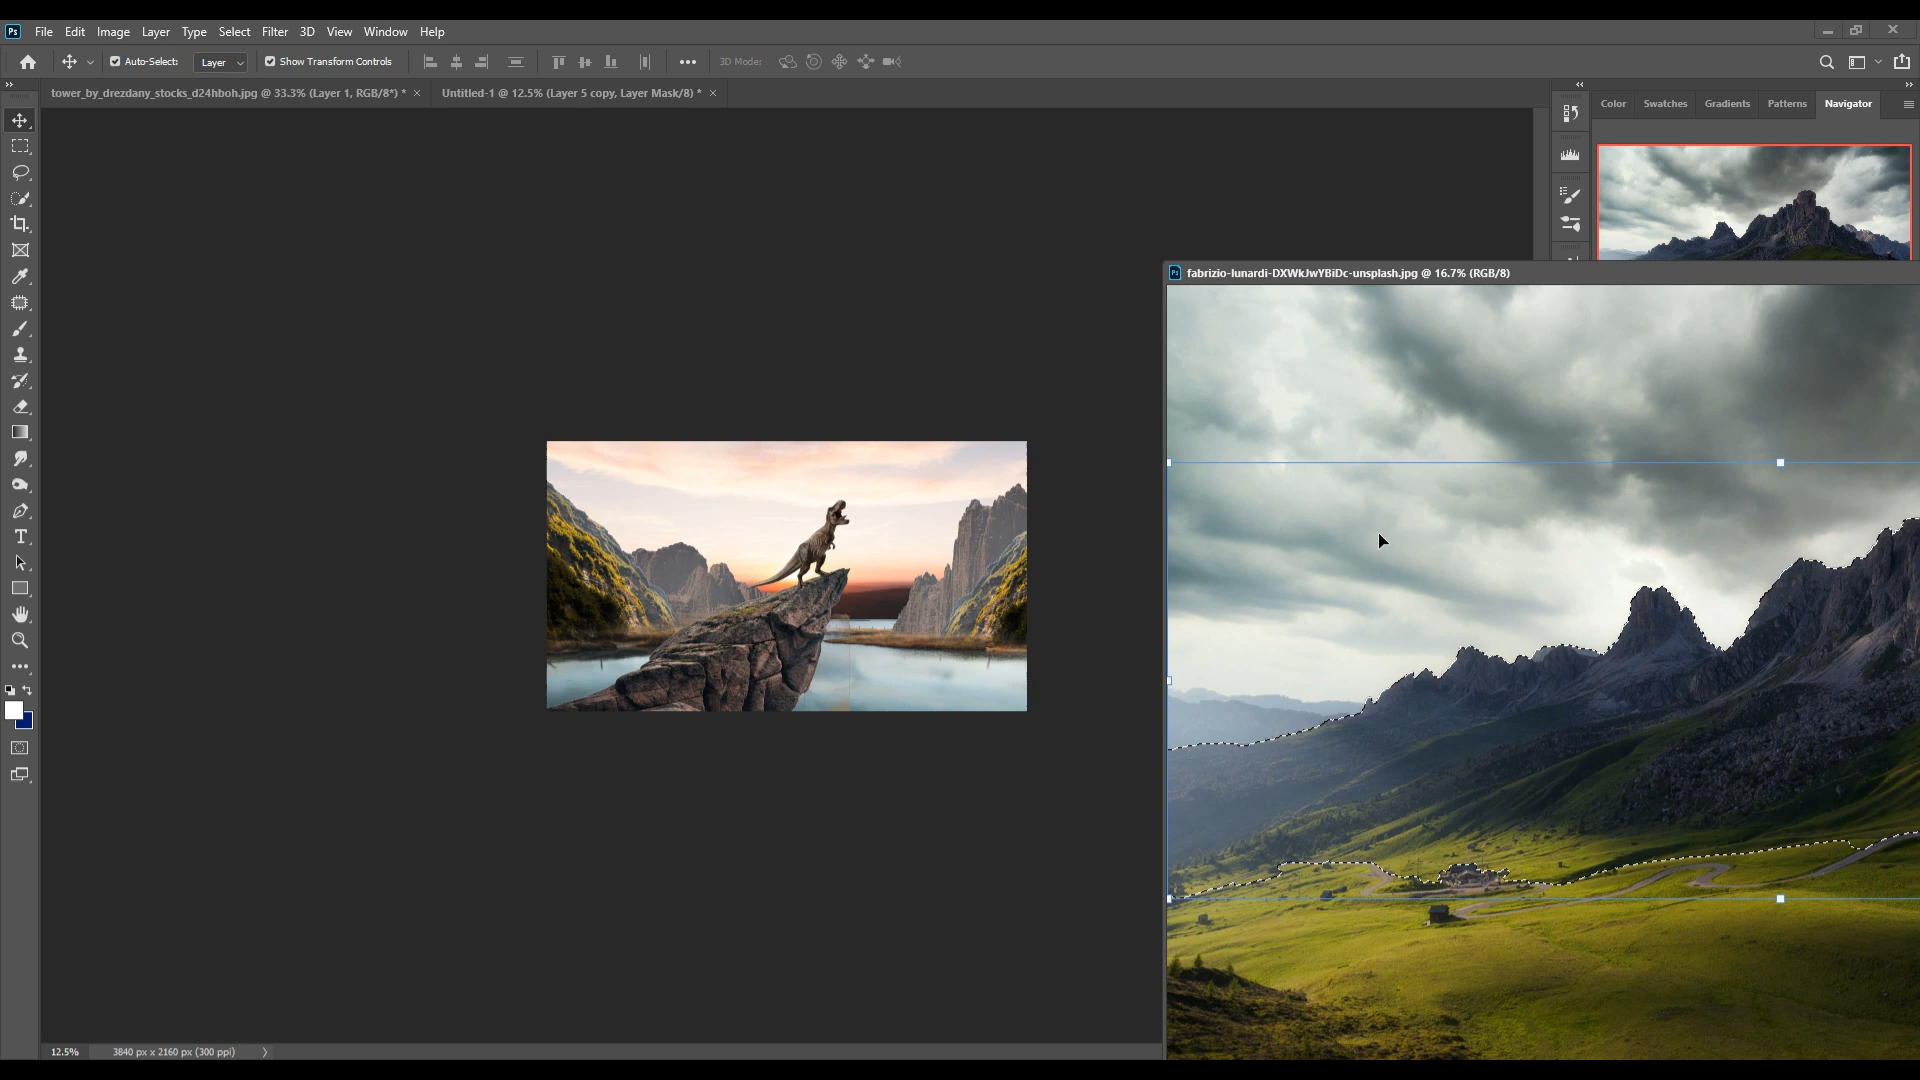 Ps File Edit Image Layer Type Select Filter 3D View Window Help
Auto-Select: Layer Show Transform Controls 3D Mode:
tower_by_drezdany_stocks_d24hboh.jpg @ 33.3% (Layer 1, RGB/8*) * Untitled-1 @ 12.5% (Layer 5 copy, Layer Mask/8) *
Color Swatches Gradients Patterns Navigator
Ps fabrizio-lunardi-DXWkJwYBiDc-unsplash.jpg @ 16.7% (RGB/8)
12.5% 3840 px x 2160 px (300 ppi)